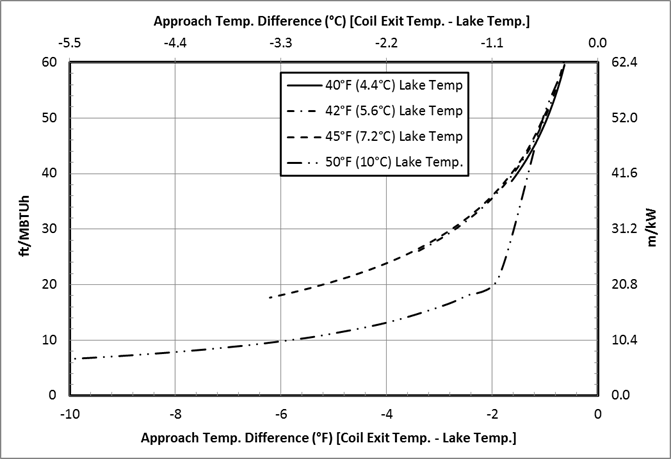 Approach Temp. Difference (°C) [Coil Exit Temp. - Lake Temp.]
-5.5 -4.4 -3.3 -2.2 -1.1 0.0
60 62.4
40°F (4.4°C) Lake Temp
42°F (5.6°C) Lake Temp
45°F (7.2°C) Lake Temp
50°F (10°C) Lake Temp.
50 52.0
40 41.6
30 31.2
20 20.8
10 10.4
0 0.0
ft/MBTUh
m/kW
-10 -8 -6 -4 -2 0
Approach Temp. Difference (°F) [Coil Exit Temp. - Lake Temp.]